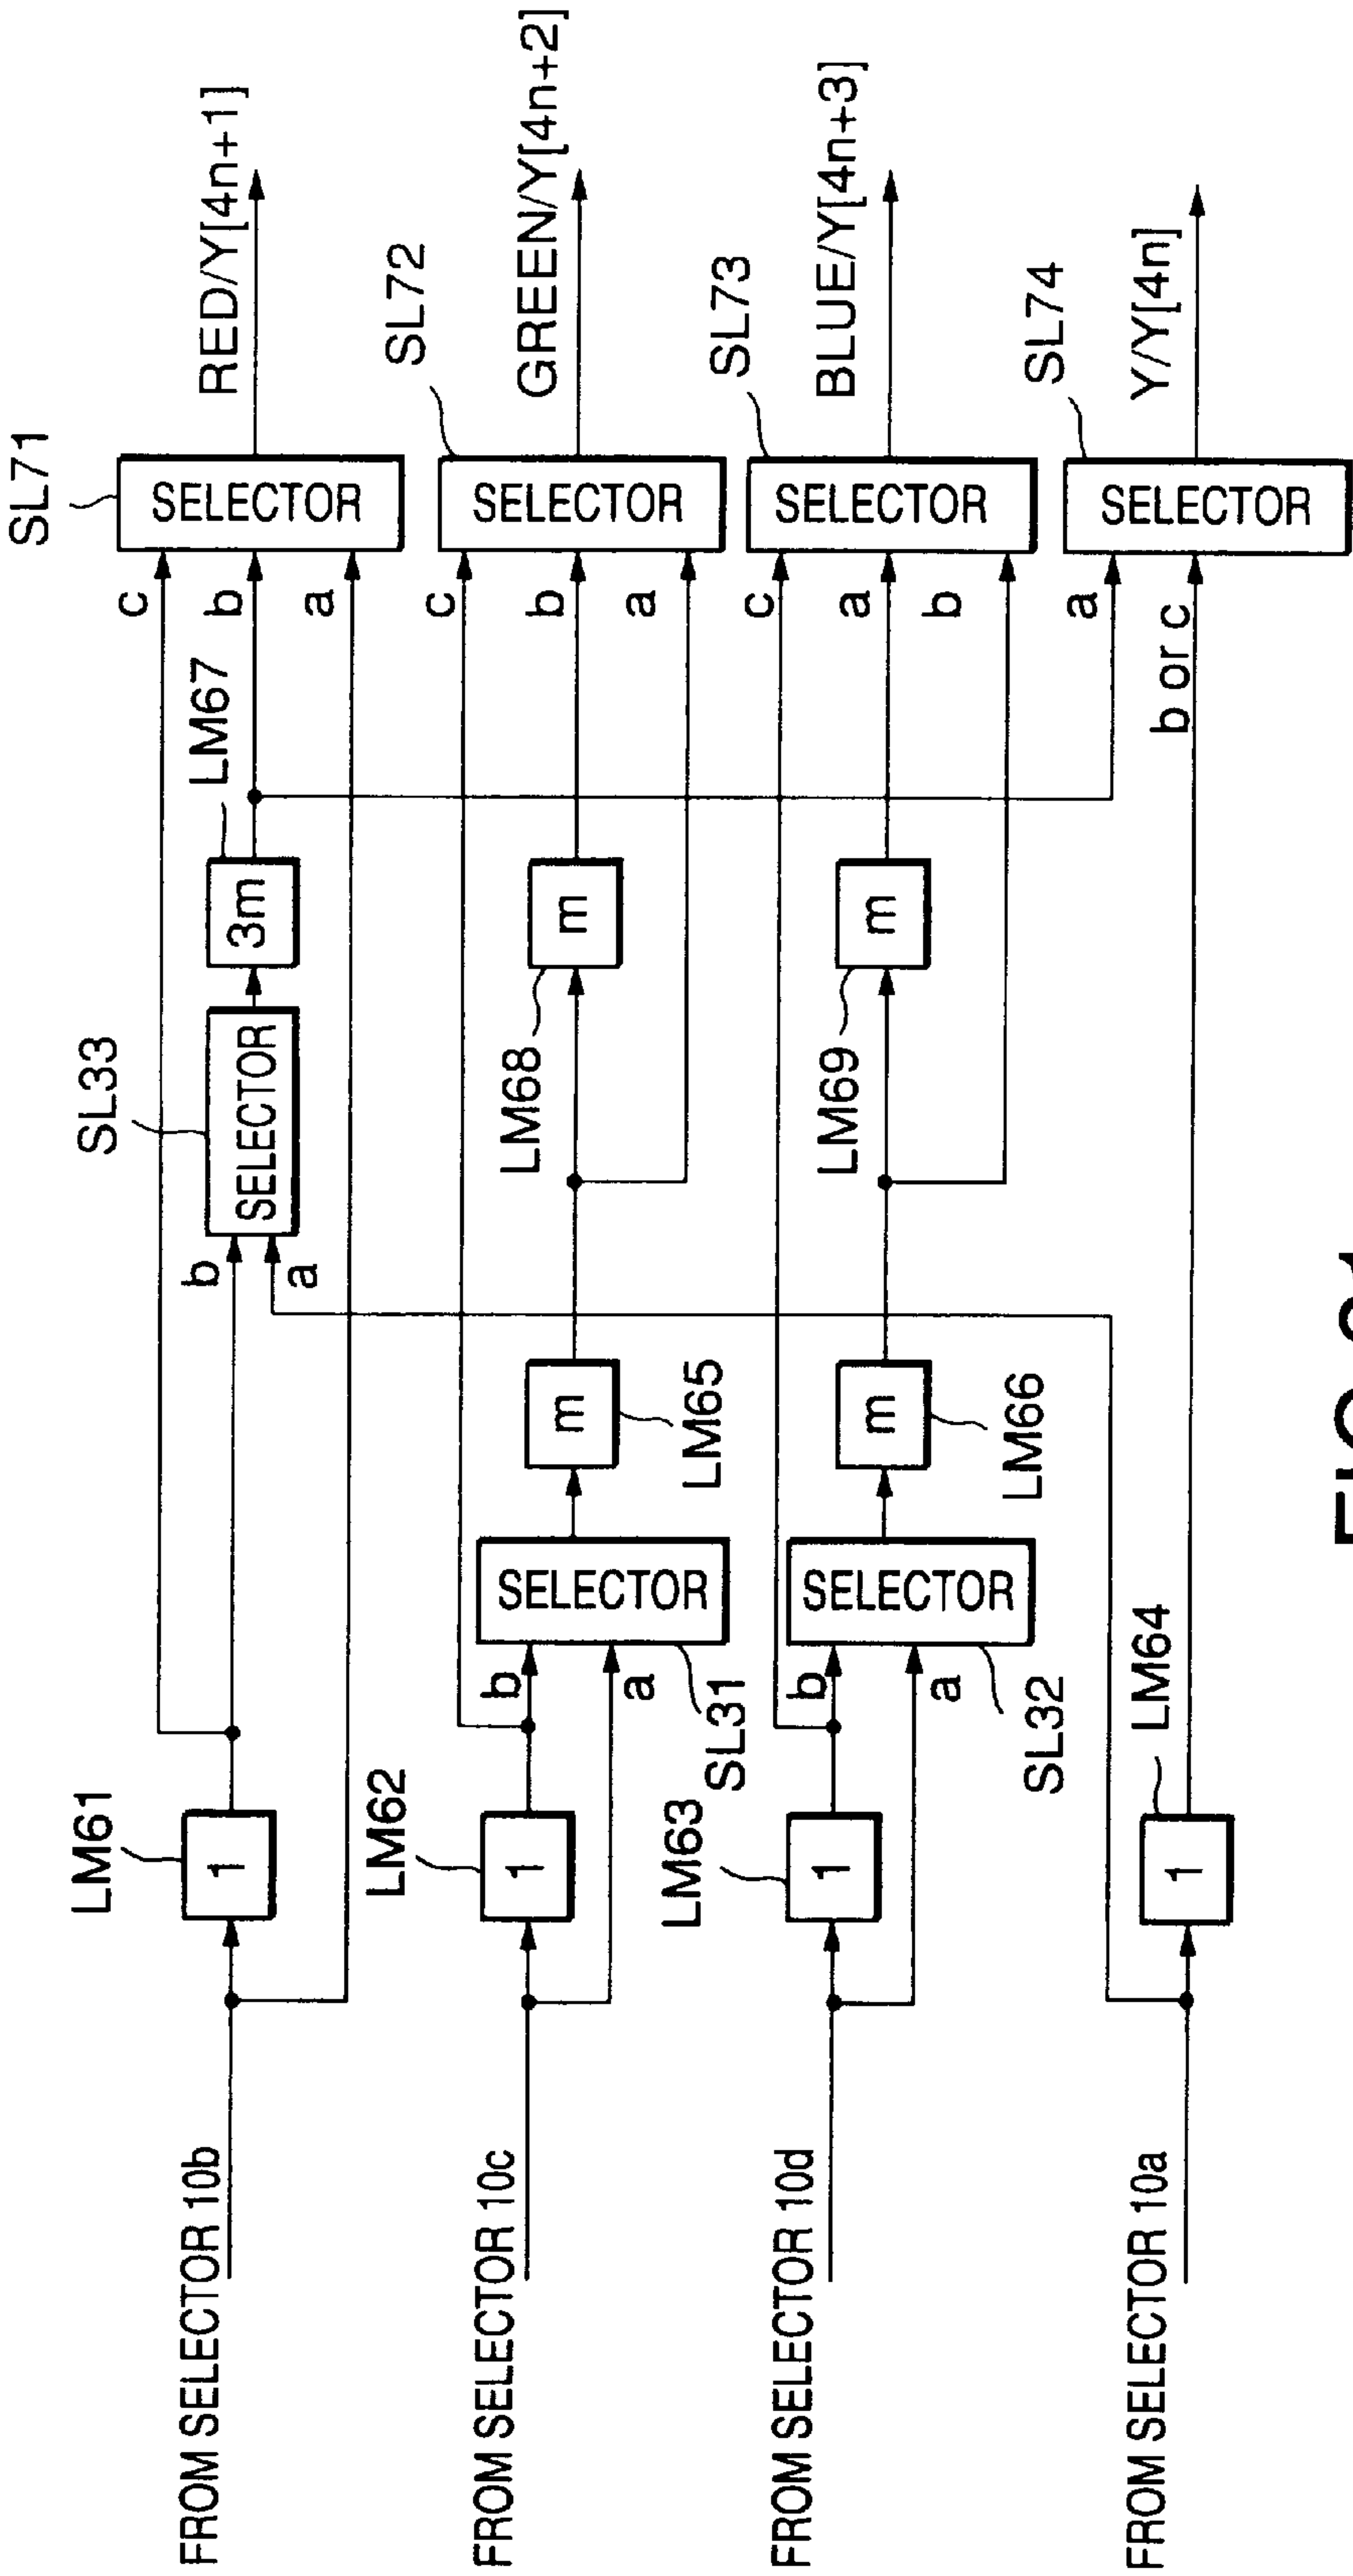 FROM SELECTOR 10b
LM61
1
b
a
SL33
SELECTOR
3m
LM67
c
b
a
SL71
SELECTOR
RED/Y[4n+1]
FROM SELECTOR 10c
LM62
1
b
a
SELECTOR
SL31
m
LM65
LM68
m
c
b
a
SELECTOR
SL72
GREEN/Y[4n+2]
FROM SELECTOR 10d
LM63
1
b
a
SELECTOR
SL32
m
LM66
LM69
m
c
a
b
SELECTOR
SL73
BLUE/Y[4n+3]
FROM SELECTOR 10a
1
LM64
a
b or c
SELECTOR
SL74
Y/Y[4n]